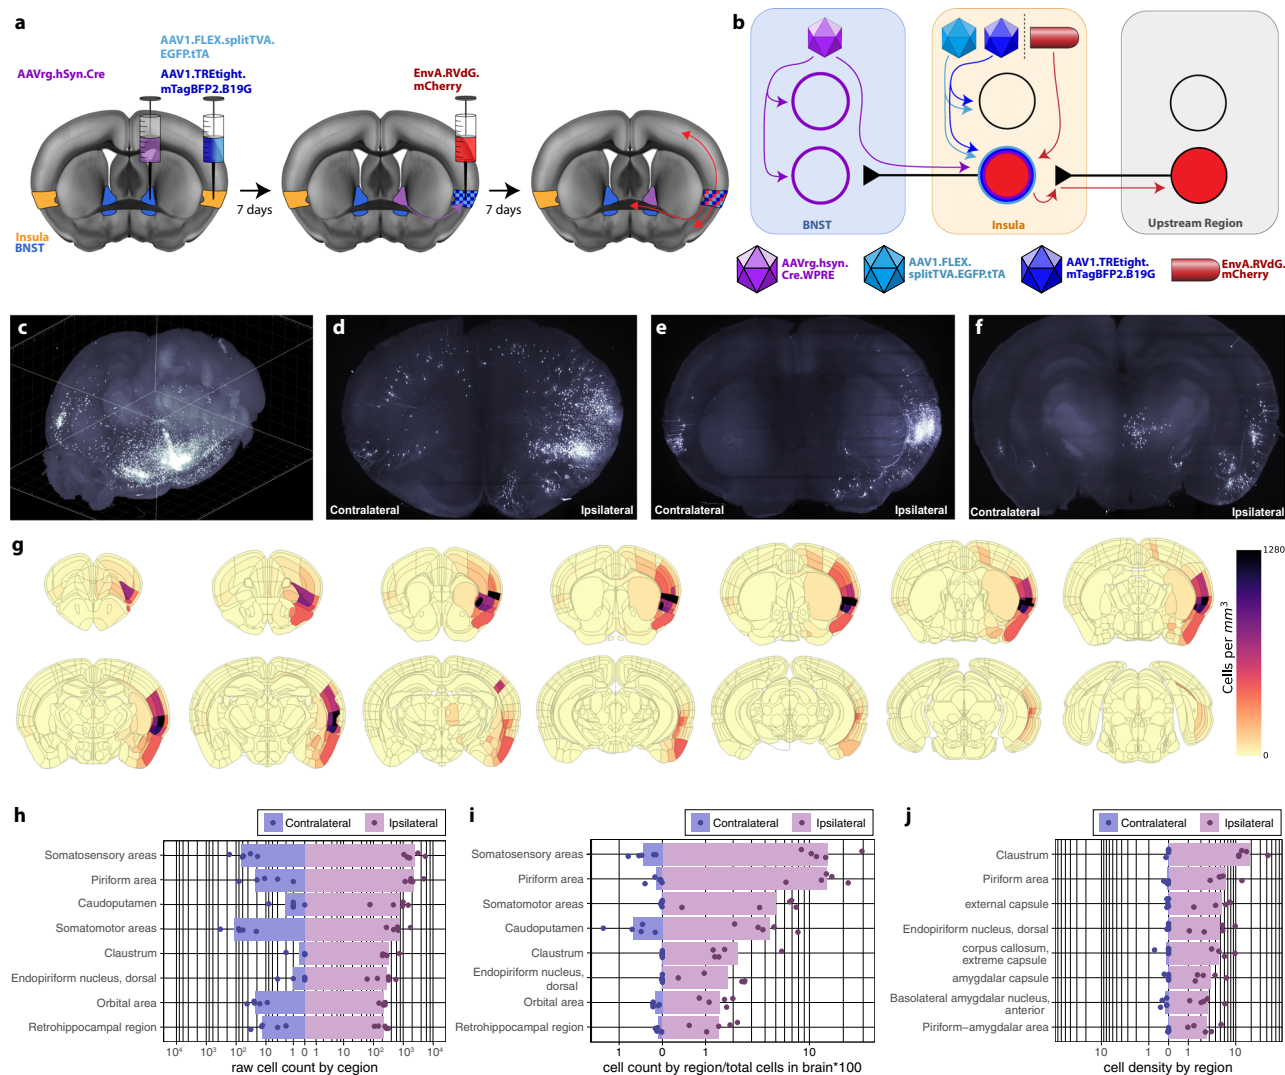 a
AAV1.FLEX.splitTVA.
EGFP.tTA
AAVrg.hSyn.Cre
AAV1.TREtight.
mTagBFP2.B19G
EnvA.RVdG.
mCherry
7 days
7 days
Insula
BNST
b
BNST
Insula
Upstream Region
AAVrg.hsyn.
Cre.WPRE
AAV1.FLEX.
splitTVA.EGFP.tTA
AAV1.TREtight.
mTagBFP2.B19G
EnvA.RVdG.
mCherry
c
d
Contralateral
Ipsilateral
e
Contralateral
Ipsilateral
f
Contralateral
Ipsilateral
g
1280
Cells per mm³
0
h
Contralateral
Ipsilateral
Somatosensory areas
Piriform area
Caudoputamen
Somatomotor areas
Claustrum
Endopiriform nucleus, dorsal
Orbital area
Retrohippocampal region
10⁴ 10³ 10² 10 1 0 1 10 10² 10³ 10⁴
raw cell count by cegion
i
Contralateral
Ipsilateral
Somatosensory areas
Piriform area
Somatomotor areas
Caudoputamen
Claustrum
Endopiriform nucleus,
dorsal
Orbital area
Retrohippocampal region
1 0 1 10
cell count by region/total cells in brain*100
j
Contralateral
Ipsilateral
Claustrum
Piriform area
external capsule
Endopiriform nucleus, dorsal
corpus callosum,
extreme capsule
amygdalar capsule
Basolateral amygdalar nucleus,
anterior
Piriform−amygdalar area
10 1 0 1 10
cell density by region